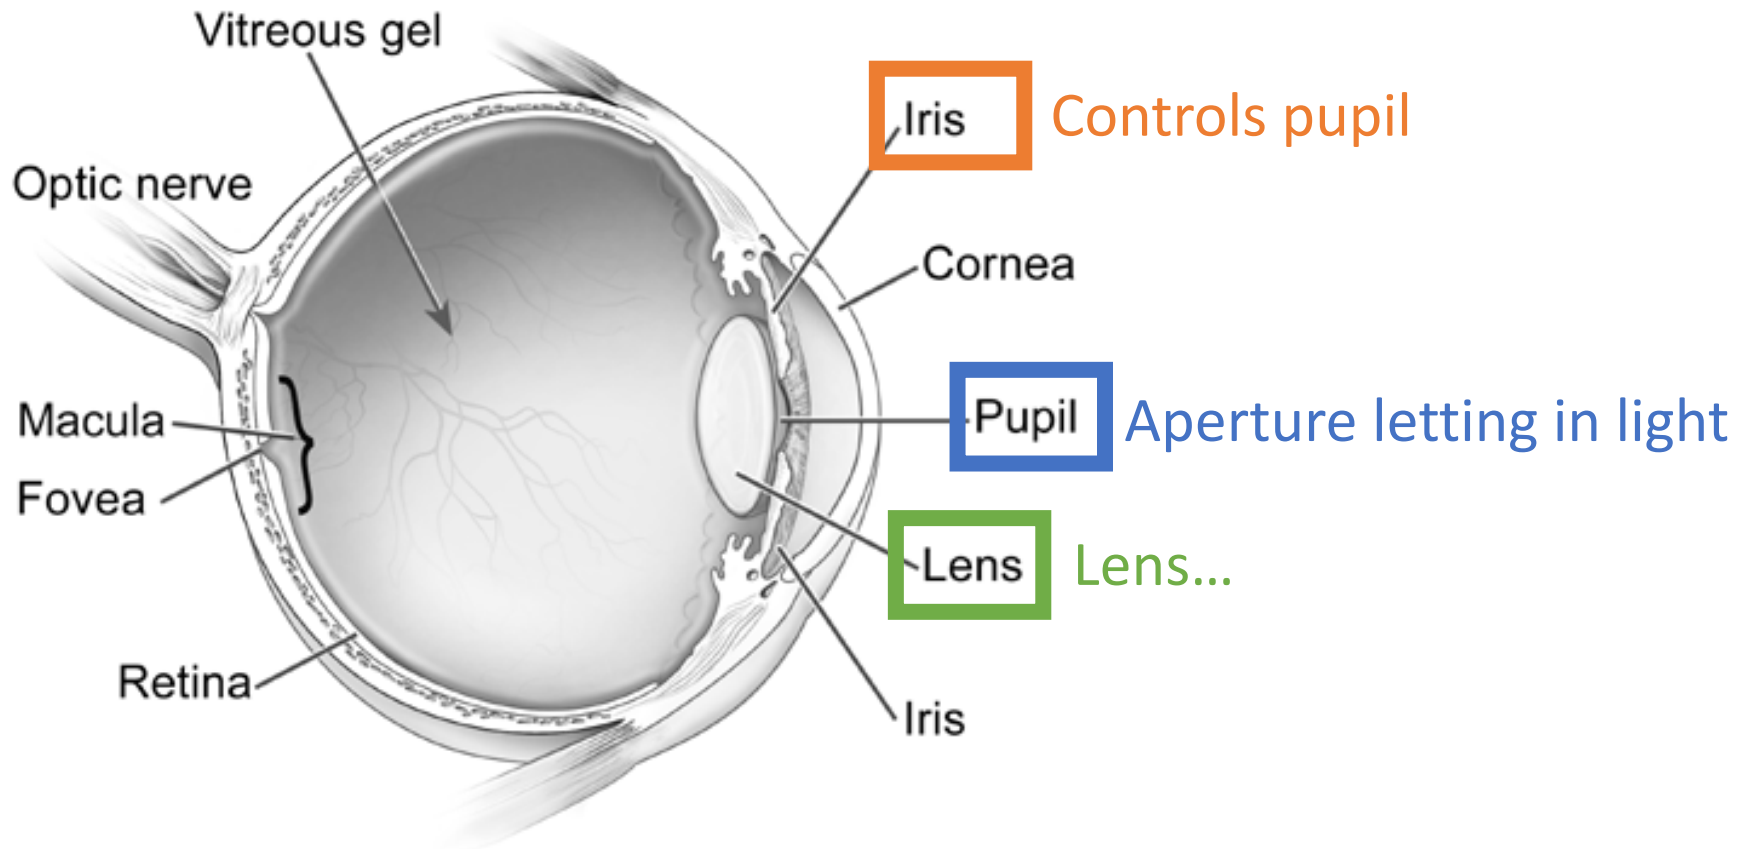 Vitreous gel
Iris
Controls pupil
Optic nerve
Cornea
Macula
Pupil
Aperture letting in light
Fovea
Lens
Lens...
Retina
Iris